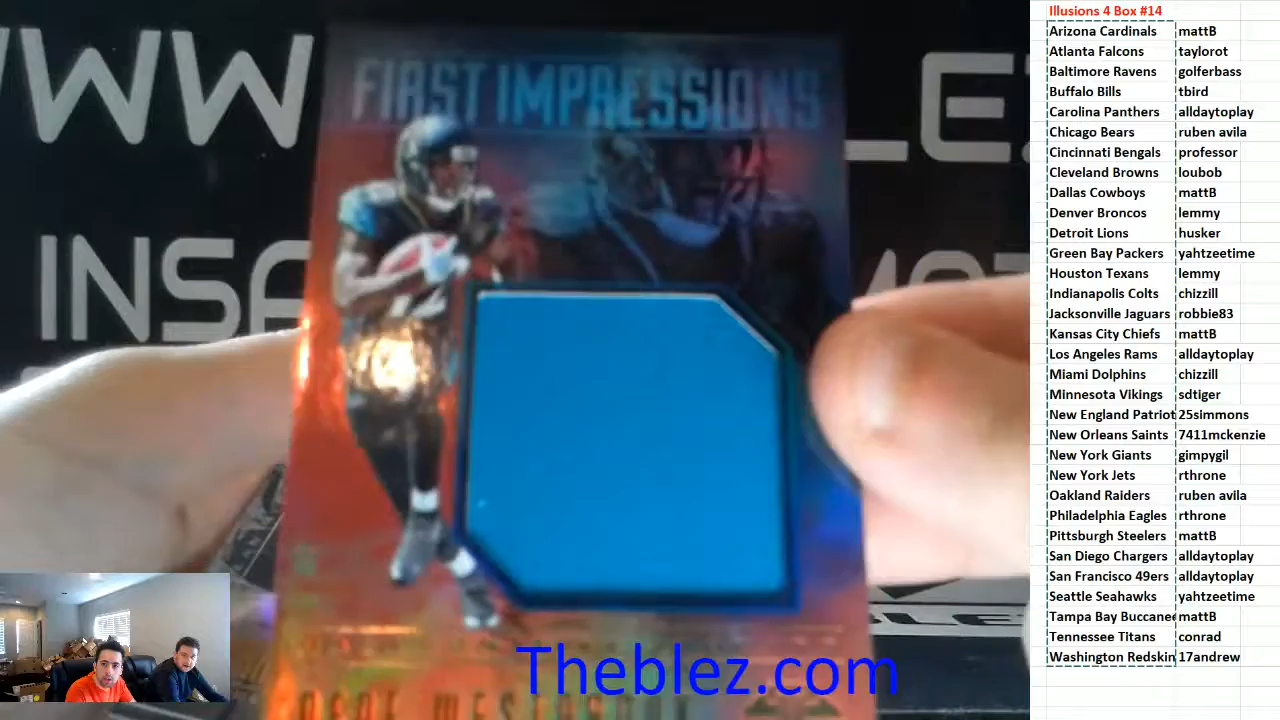 WWW
LE
INSA
FIRST IMPRESSIONS
WESTBROOK
Theblez.com
Illusions 4 Box #14
Arizona Cardinals mattB
Atlanta Falcons taylorot
Baltimore Ravens golferbass
Buffalo Bills tbird
Carolina Panthers alldaytoplay
Chicago Bears ruben avila
Cincinnati Bengals professor
Cleveland Browns loubob
Dallas Cowboys mattB
Denver Broncos lemmy
Detroit Lions husker
Green Bay Packers yahtzeetime
Houston Texans lemmy
Indianapolis Colts chizzill
Jacksonville Jaguars robbie83
Kansas City Chiefs mattB
Los Angeles Rams alldaytoplay
Miami Dolphins chizzill
Minnesota Vikings sdtiger
New England Patriot 25simmons
New Orleans Saints 7411mckenzie
New York Giants gimpygil
New York Jets rthrone
Oakland Raiders ruben avila
Philadelphia Eagles rthrone
Pittsburgh Steelers mattB
San Diego Chargers alldaytoplay
San Francisco 49ers alldaytoplay
Seattle Seahawks yahtzeetime
Tampa Bay Buccanee mattB
Tennessee Titans conrad
Washington Redskin 17andrew